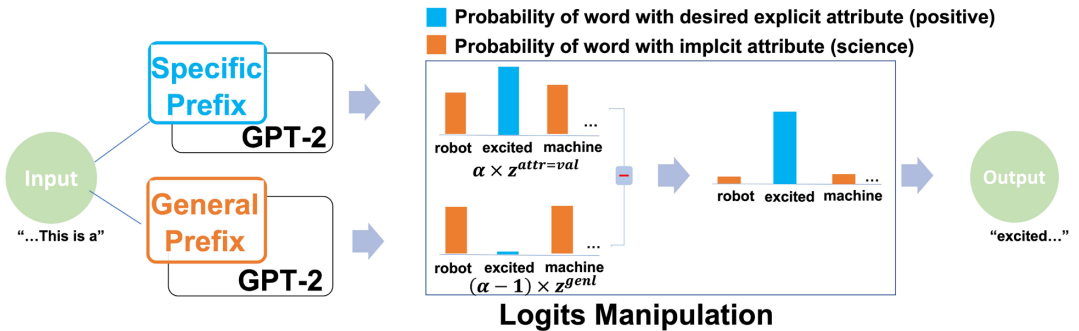 Probability of word with desired explicit attribute (positive)
Probability of word with implcit attribute (science)
Specific
Prefix
GPT-2
Input
"...This is a"
General
Prefix
GPT-2
...
robot excited machine
α × z^{attr=val}
−
...
robot excited machine
(α − 1) × z^{genl}
...
robot excited machine
Output
"excited..."
Logits Manipulation